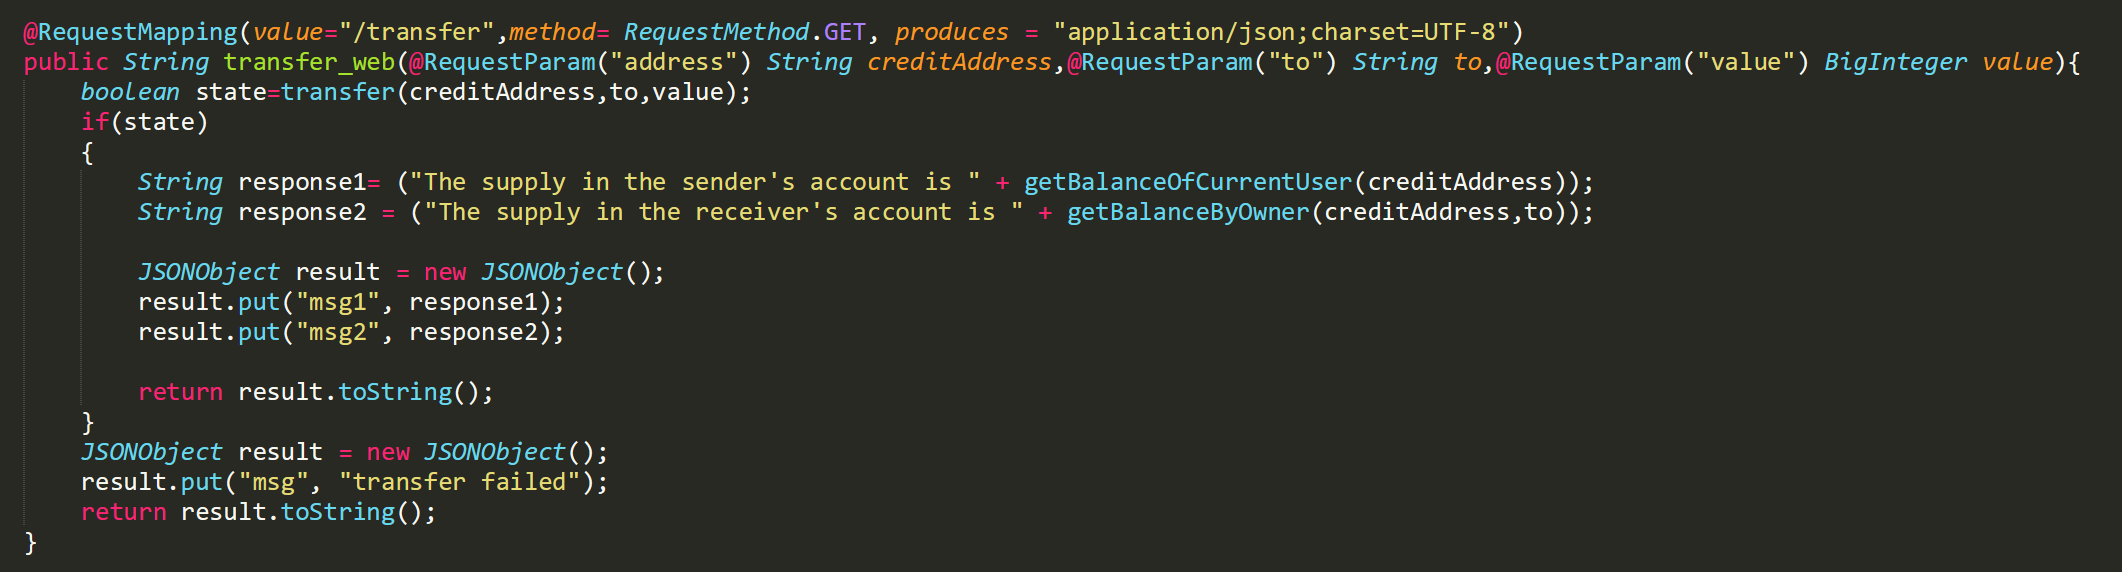 @RequestMapping(value="/transfer",method= RequestMethod.GET, produces = "application/json;charset=UTF-8")
public String transfer_web(@RequestParam("address") String creditAddress,@RequestParam("to") String to,@RequestParam("value") BigInteger value){
    boolean state=transfer(creditAddress,to,value);
    if(state)
    {
        String response1= ("The supply in the sender's account is " + getBalanceOfCurrentUser(creditAddress));
        String response2 = ("The supply in the receiver's account is " + getBalanceByOwner(creditAddress,to));

        JSONObject result = new JSONObject();
        result.put("msg1", response1);
        result.put("msg2", response2);

        return result.toString();
    }
    JSONObject result = new JSONObject();
    result.put("msg", "transfer failed");
    return result.toString();
}